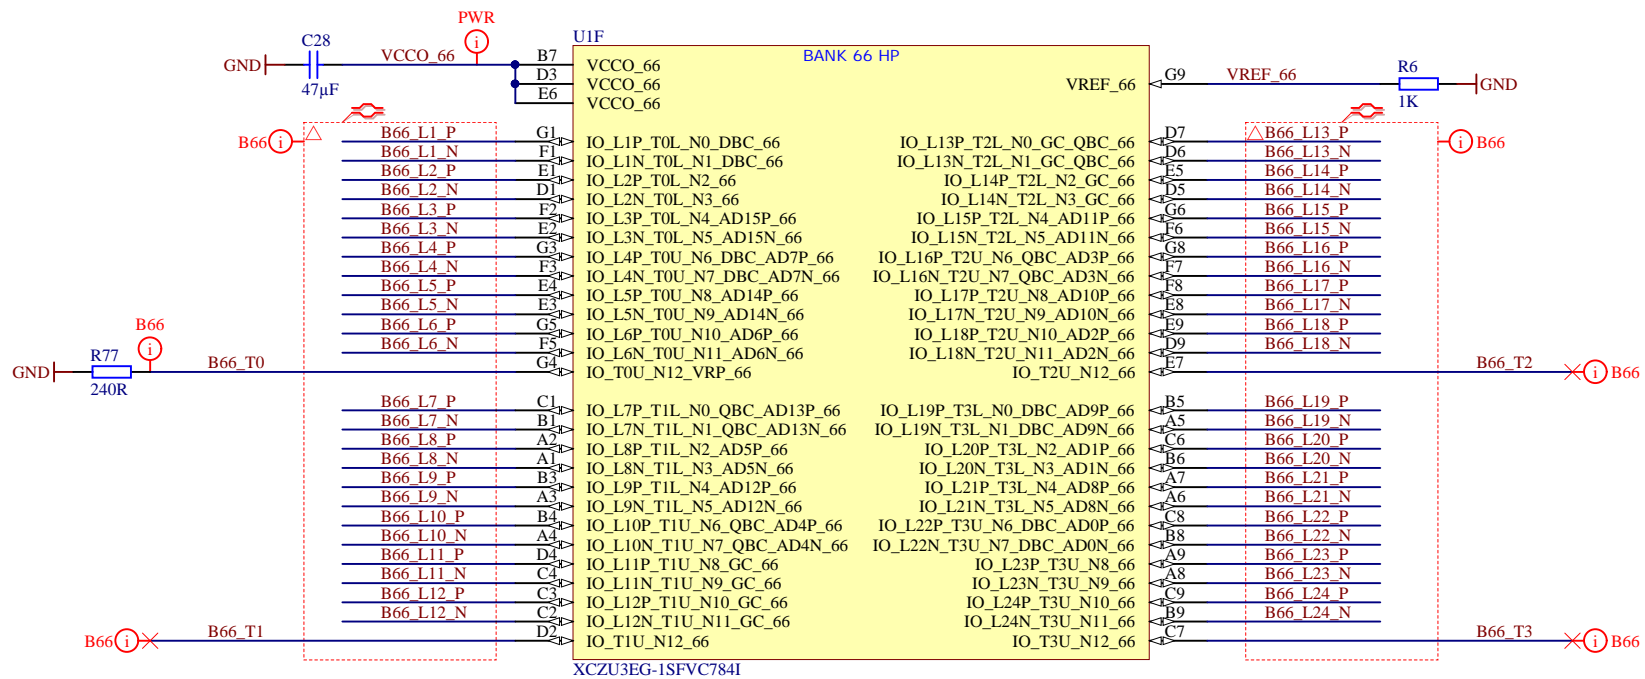 PWR
U1F
C28
GND
VCCO_66
47µF
BANK 66 HP
B7 VCCO_66
D3 VCCO_66
E6 VCCO_66
VREF_66 G9 VREF_66
R6
1K
GND
B66
B66
B66_L1_P G1 IO_L1P_T0L_N0_DBC_66 IO_L13P_T2L_N0_GC_QBC_66 D7 B66_L13_P
B66_L1_N F1 IO_L1N_T0L_N1_DBC_66 IO_L13N_T2L_N1_GC_QBC_66 D6 B66_L13_N
B66_L2_P E1 IO_L2P_T0L_N2_66 IO_L14P_T2L_N2_GC_66 E5 B66_L14_P
B66_L2_N D1 IO_L2N_T0L_N3_66 IO_L14N_T2L_N3_GC_66 D5 B66_L14_N
B66_L3_P F2 IO_L3P_T0L_N4_AD15P_66 IO_L15P_T2L_N4_AD11P_66 G6 B66_L15_P
B66_L3_N E2 IO_L3N_T0L_N5_AD15N_66 IO_L15N_T2L_N5_AD11N_66 F6 B66_L15_N
B66_L4_P G3 IO_L4P_T0U_N6_DBC_AD7P_66 IO_L16P_T2U_N6_QBC_AD3P_66 G8 B66_L16_P
B66_L4_N F3 IO_L4N_T0U_N7_DBC_AD7N_66 IO_L16N_T2U_N7_QBC_AD3N_66 F7 B66_L16_N
B66_L5_P E4 IO_L5P_T0U_N8_AD14P_66 IO_L17P_T2U_N8_AD10P_66 F8 B66_L17_P
B66_L5_N E3 IO_L5N_T0U_N9_AD14N_66 IO_L17N_T2U_N9_AD10N_66 E8 B66_L17_N
B66_L6_P G5 IO_L6P_T0U_N10_AD6P_66 IO_L18P_T2U_N10_AD2P_66 E9 B66_L18_P
B66_L6_N F5 IO_L6N_T0U_N11_AD6N_66 IO_L18N_T2U_N11_AD2N_66 D9 B66_L18_N
B66
R77
GND
240R
B66_T0 G4 IO_T0U_N12_VRP_66 IO_T2U_N12_66 E7 B66_T2 B66
B66_L7_P C1 IO_L7P_T1L_N0_QBC_AD13P_66 IO_L19P_T3L_N0_DBC_AD9P_66 B5 B66_L19_P
B66_L7_N B1 IO_L7N_T1L_N1_QBC_AD13N_66 IO_L19N_T3L_N1_DBC_AD9N_66 A5 B66_L19_N
B66_L8_P A2 IO_L8P_T1L_N2_AD5P_66 IO_L20P_T3L_N2_AD1P_66 C6 B66_L20_P
B66_L8_N A1 IO_L8N_T1L_N3_AD5N_66 IO_L20N_T3L_N3_AD1N_66 B6 B66_L20_N
B66_L9_P B3 IO_L9P_T1L_N4_AD12P_66 IO_L21P_T3L_N4_AD8P_66 A7 B66_L21_P
B66_L9_N A3 IO_L9N_T1L_N5_AD12N_66 IO_L21N_T3L_N5_AD8N_66 A6 B66_L21_N
B66_L10_P B4 IO_L10P_T1U_N6_QBC_AD4P_66 IO_L22P_T3U_N6_DBC_AD0P_66 C8 B66_L22_P
B66_L10_N A4 IO_L10N_T1U_N7_QBC_AD4N_66 IO_L22N_T3U_N7_DBC_AD0N_66 B8 B66_L22_N
B66_L11_P D4 IO_L11P_T1U_N8_GC_66 IO_L23P_T3U_N8_66 A9 B66_L23_P
B66_L11_N C4 IO_L11N_T1U_N9_GC_66 IO_L23N_T3U_N9_66 A8 B66_L23_N
B66_L12_P C3 IO_L12P_T1U_N10_GC_66 IO_L24P_T3U_N10_66 C9 B66_L24_P
B66_L12_N C2 IO_L12N_T1U_N11_GC_66 IO_L24N_T3U_N11_66 B9 B66_L24_N
B66 B66_T1 D2 IO_T1U_N12_66 IO_T3U_N12_66 C7 B66_T3 B66
XCZU3EG-1SFVC784I